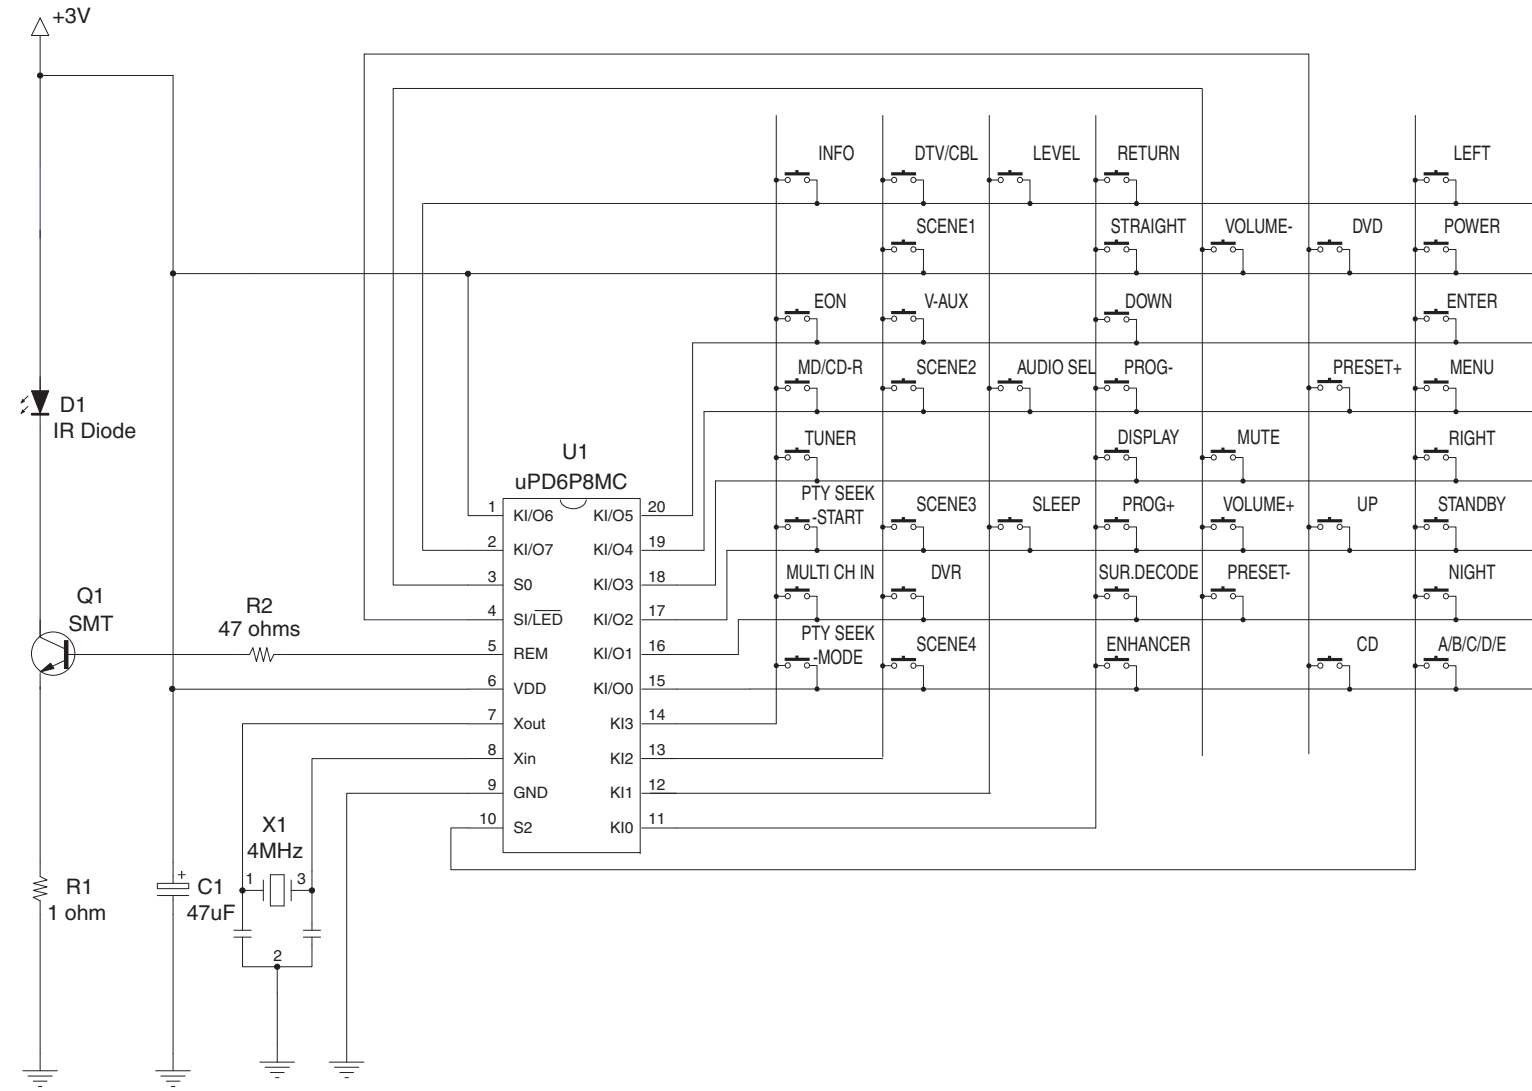 +3V
INFO
DTV/CBL
LEVEL
RETURN
LEFT
SCENE1
STRAIGHT
VOLUME-
DVD
POWER
EON
V-AUX
DOWN
ENTER
MD/CD-R
SCENE2
AUDIO SEL
PROG-
PRESET+
MENU
TUNER
DISPLAY
MUTE
RIGHT
PTY SEEK
-START
SCENE3
SLEEP
PROG+
VOLUME+
UP
STANDBY
MULTI CH IN
DVR
SUR.DECODE
PRESET-
NIGHT
PTY SEEK
-MODE
SCENE4
ENHANCER
CD
A/B/C/D/E
D1
IR Diode
Q1
SMT
R2
47 ohms
U1
uPD6P8MC
1 KI/O6 KI/O5 20
2 KI/O7 KI/O4 19
3 S0 KI/O3 18
4 SI/LED KI/O2 17
5 REM KI/O1 16
6 VDD KI/O0 15
7 Xout KI3 14
8 Xin KI2 13
9 GND KI1 12
10 S2 KI0 11
X1
4MHz
1 3
2
R1
1 ohm
+
C1
47uF